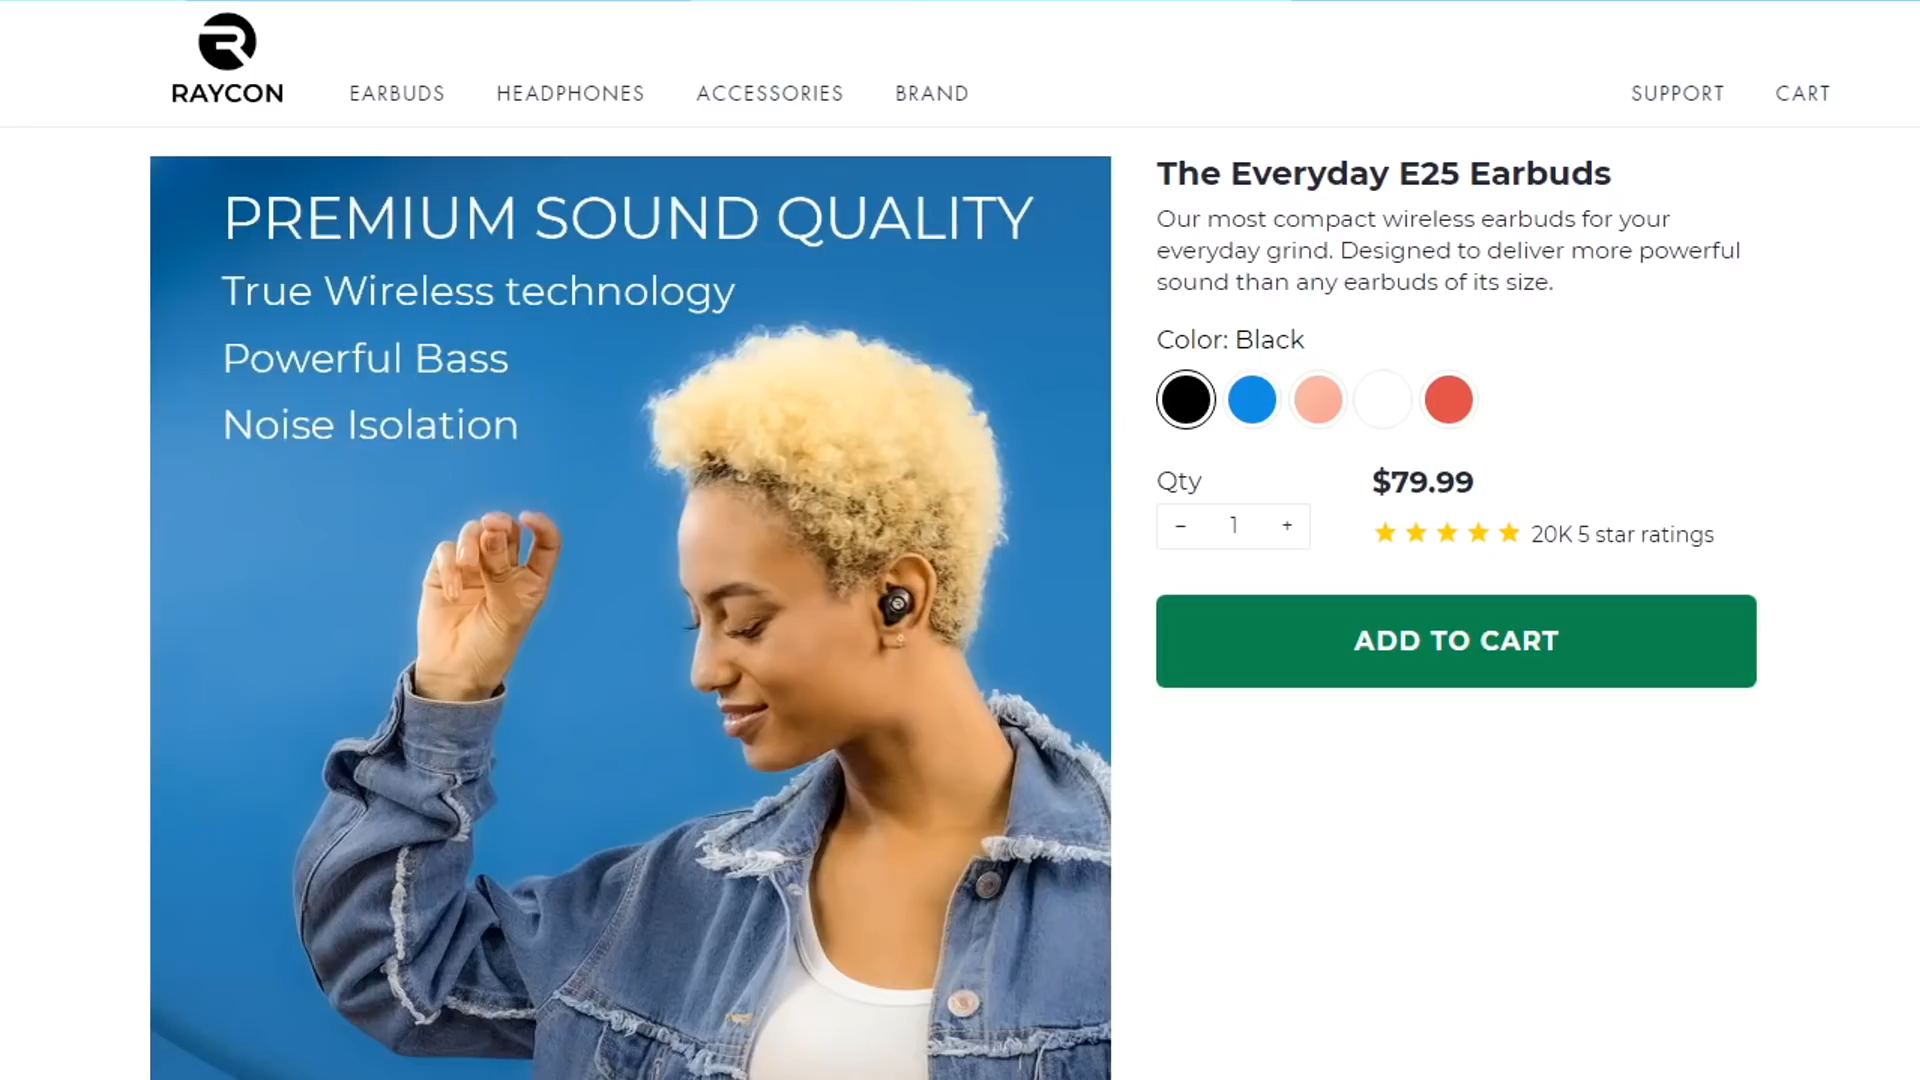 RAYCON
EARBUDS
HEADPHONES
ACCESSORIES
BRAND
SUPPORT
CART
PREMIUM SOUND QUALITY
True Wireless technology
Powerful Bass
Noise Isolation
The Everyday E25 Earbuds
Our most compact wireless earbuds for your
everyday grind. Designed to deliver more powerful
sound than any earbuds of its size.
Color: Black
Qty
- 1 +
$79.99
20K 5 star ratings
ADD TO CART